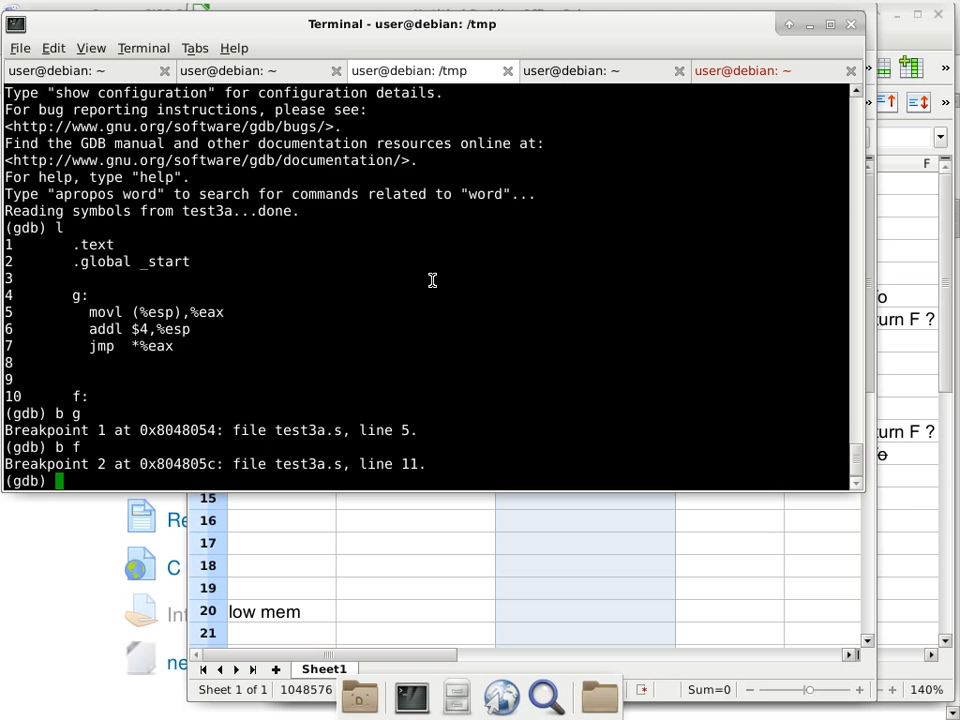 Terminal - user@debian: /tmp
File Edit View Terminal Tabs Help
user@debian: ~ user@debian: ~ user@debian: /tmp user@debian: ~ user@debian: ~
Type "show configuration" for configuration details.
For bug reporting instructions, please see:
<http://www.gnu.org/software/gdb/bugs/>.
Find the GDB manual and other documentation resources online at:
<http://www.gnu.org/software/gdb/documentation/>.
For help, type "help".
Type "apropos word" to search for commands related to "word"...
Reading symbols from test3a...done.
(gdb) l
1 .text
2 .global _start
3
4 g:
5 movl (%esp),%eax
6 addl $4,%esp
7 jmp *%eax
8
9
10 f:
(gdb) b g
Breakpoint 1 at 0x8048054: file test3a.s, line 5.
(gdb) b f
Breakpoint 2 at 0x804805c: file test3a.s, line 11.
(gdb)
F
urn F ?
urn F ?
15
16
17
18
19
20 low mem
21
Re
C
Int
ne
Sheet1
Sheet 1 of 1 1048576 Sum=0 140%